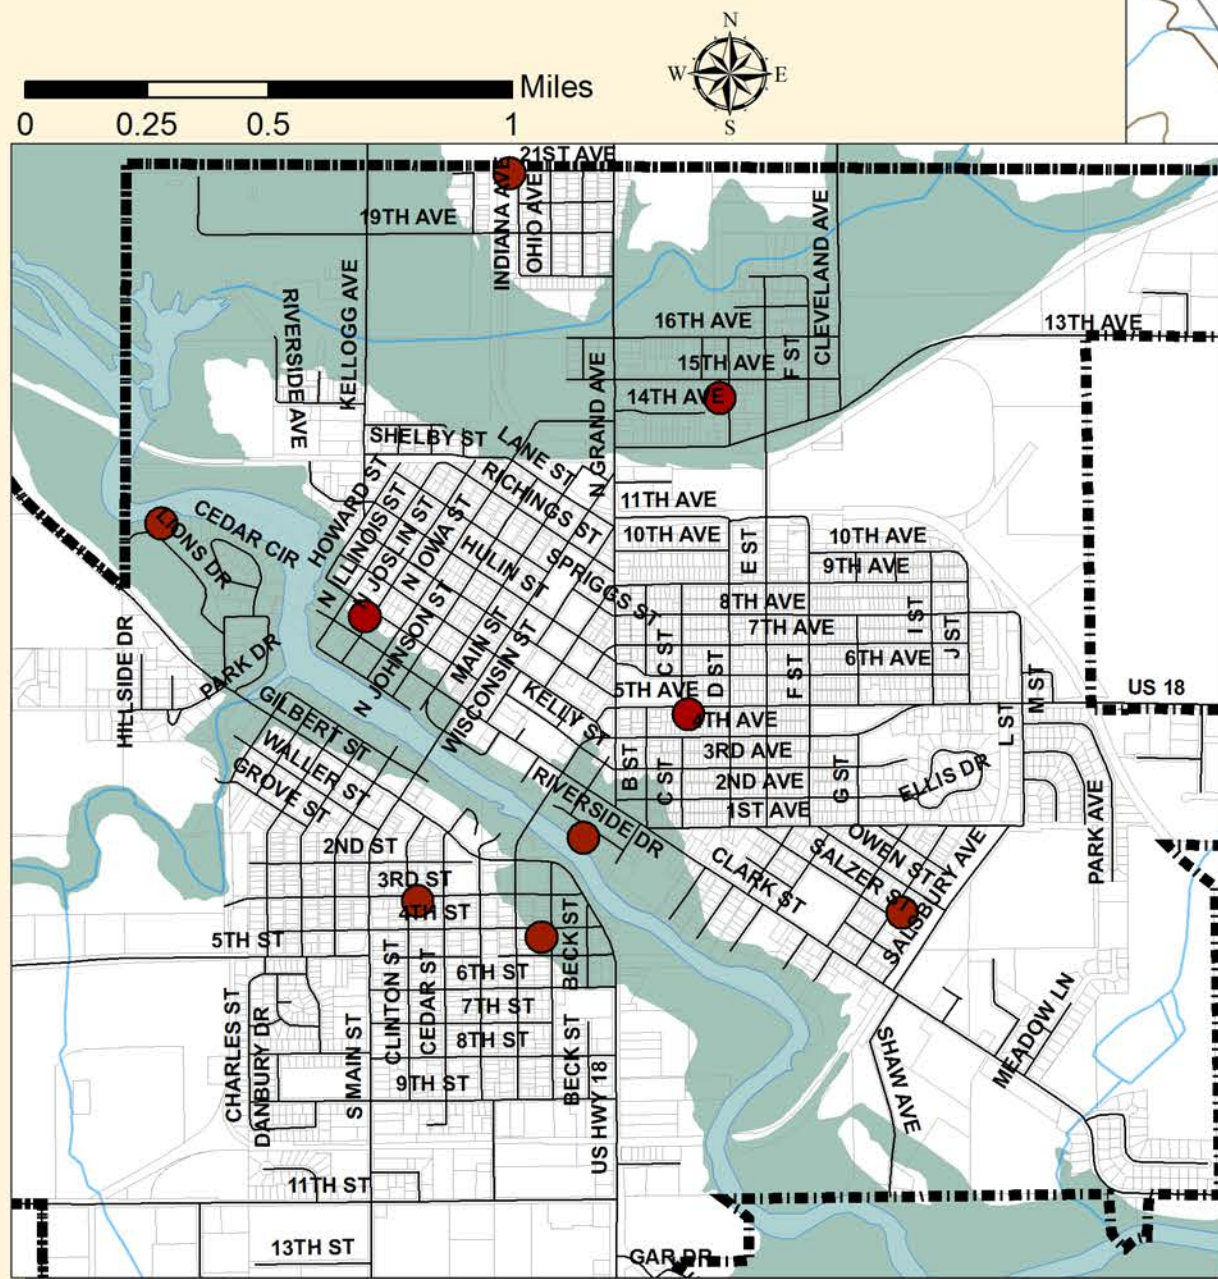 N
W E
S
Miles
0 0.25 0.5 1
21ST AVE
19TH AVE
INDIANA AVE
OHIO AVE
CLEVELAND AVE
KELLOGG AVE
RIVERSIDE AVE
16TH AVE
13TH AVE
15TH AVE
F ST
14TH AVE
N GRAND AVE
SHELBY ST
LANE ST
RICHINGS ST
11TH AVE
HOWARD ST
N ILLINOIS ST
N JOSLIN ST
N IOWA ST
CEDAR CIR
LIONS DR
HULIN ST
SPRIGGS ST
10TH AVE
10TH AVE
E ST
9TH AVE
8TH AVE
7TH AVE
I ST
J ST
6TH AVE
C ST
D ST
F ST
HILLSIDE DR
PARK DR
N JOHNSON ST
MAIN ST
WISCONSIN ST
KELLY ST
5TH AVE
4TH AVE
L ST
M ST
US 18
GILBERT ST
WALLER ST
GROVE ST
RIVERSIDE DR
B ST
C ST
3RD AVE
2ND AVE
1ST AVE
G ST
ELLIS DR
PARK AVE
2ND ST
3RD ST
4TH ST
5TH ST
CLARK ST
OWEN ST
SALZER ST
SALSBURY AVE
BECK ST
6TH ST
7TH ST
8TH ST
9TH ST
CLINTON ST
CEDAR ST
CHARLES ST
DANBURY DR
S MAIN ST
BECK ST
US HWY 18
SHAW AVE
MEADOW LN
11TH ST
13TH ST
GAR DR